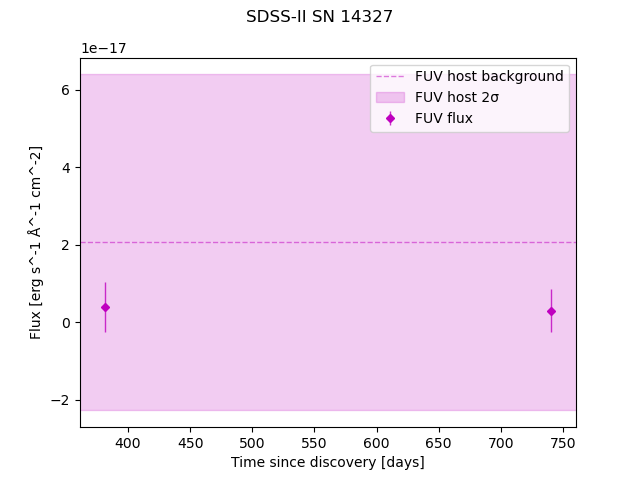 SDSS-II SN 14327
1e−17
FUV host background
FUV host 2σ
FUV flux
6
4
2
0
−2
Flux [erg s^-1 Å^-1 cm^-2]
400 450 500 550 600 650 700 750
Time since discovery [days]